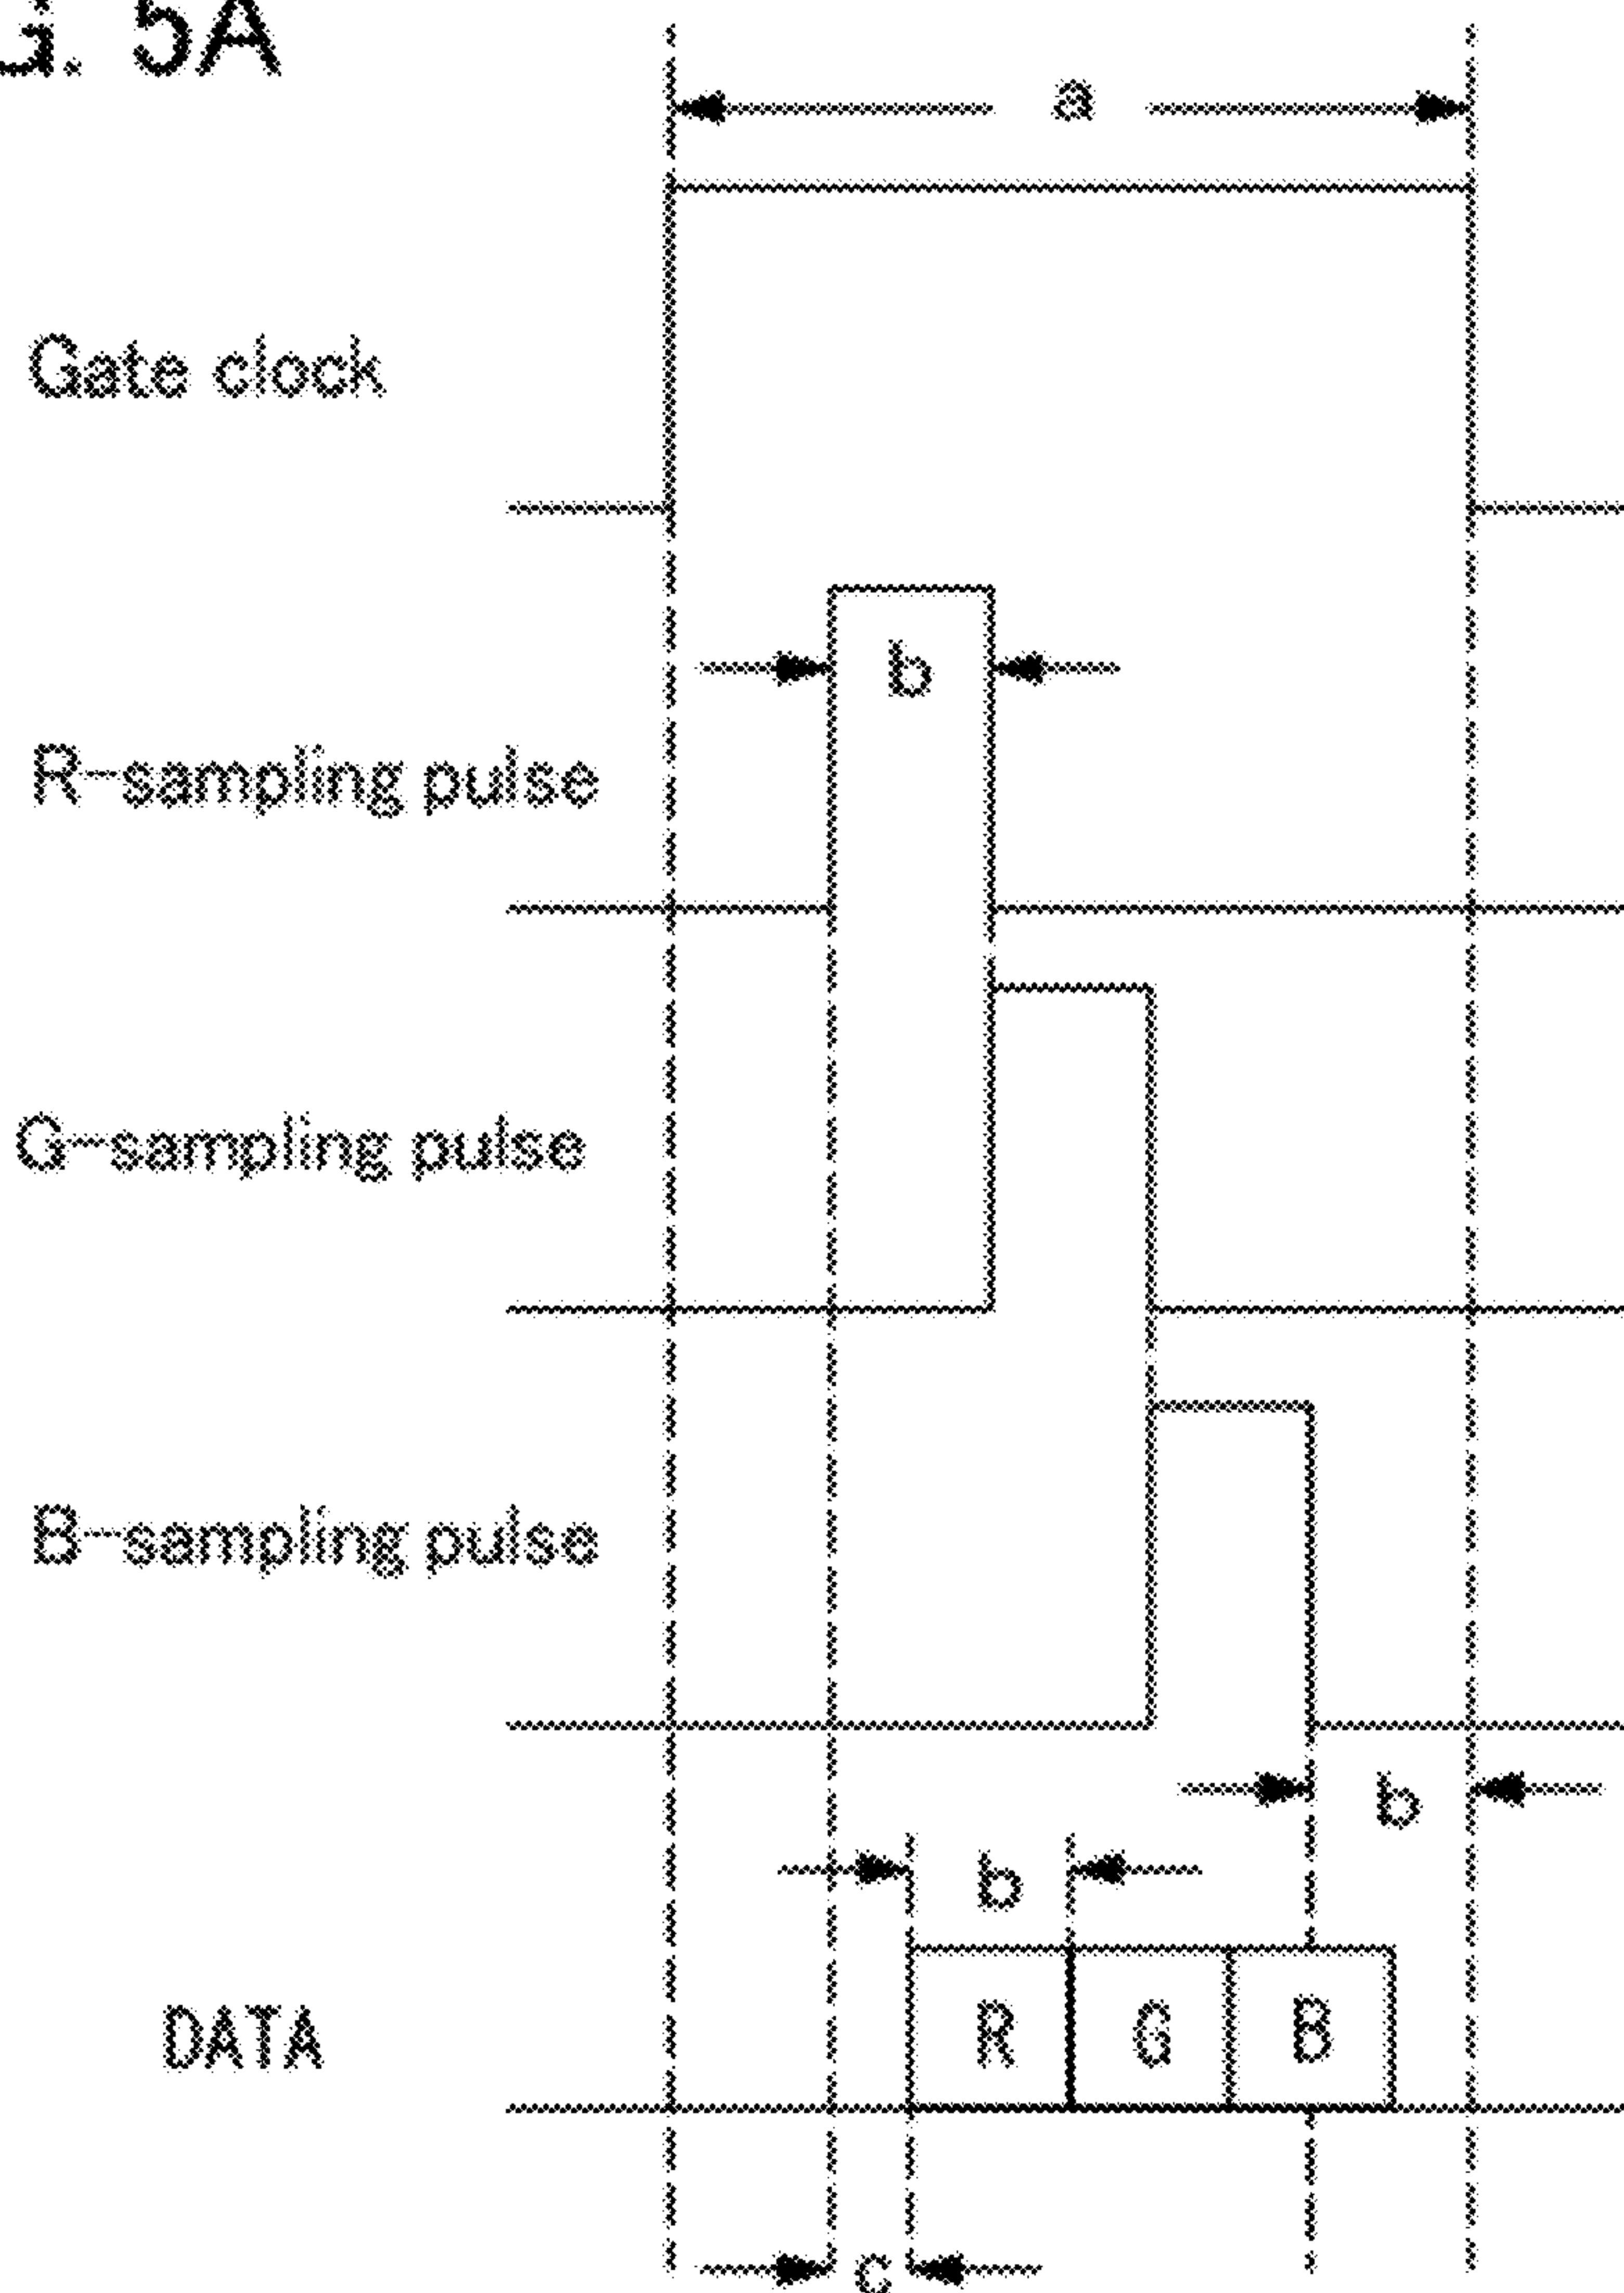 G. 5A
a
Gate clock
b
R-sampling pulse
G-sampling pulse
B-sampling pulse
b
b
R G B
DATA
c